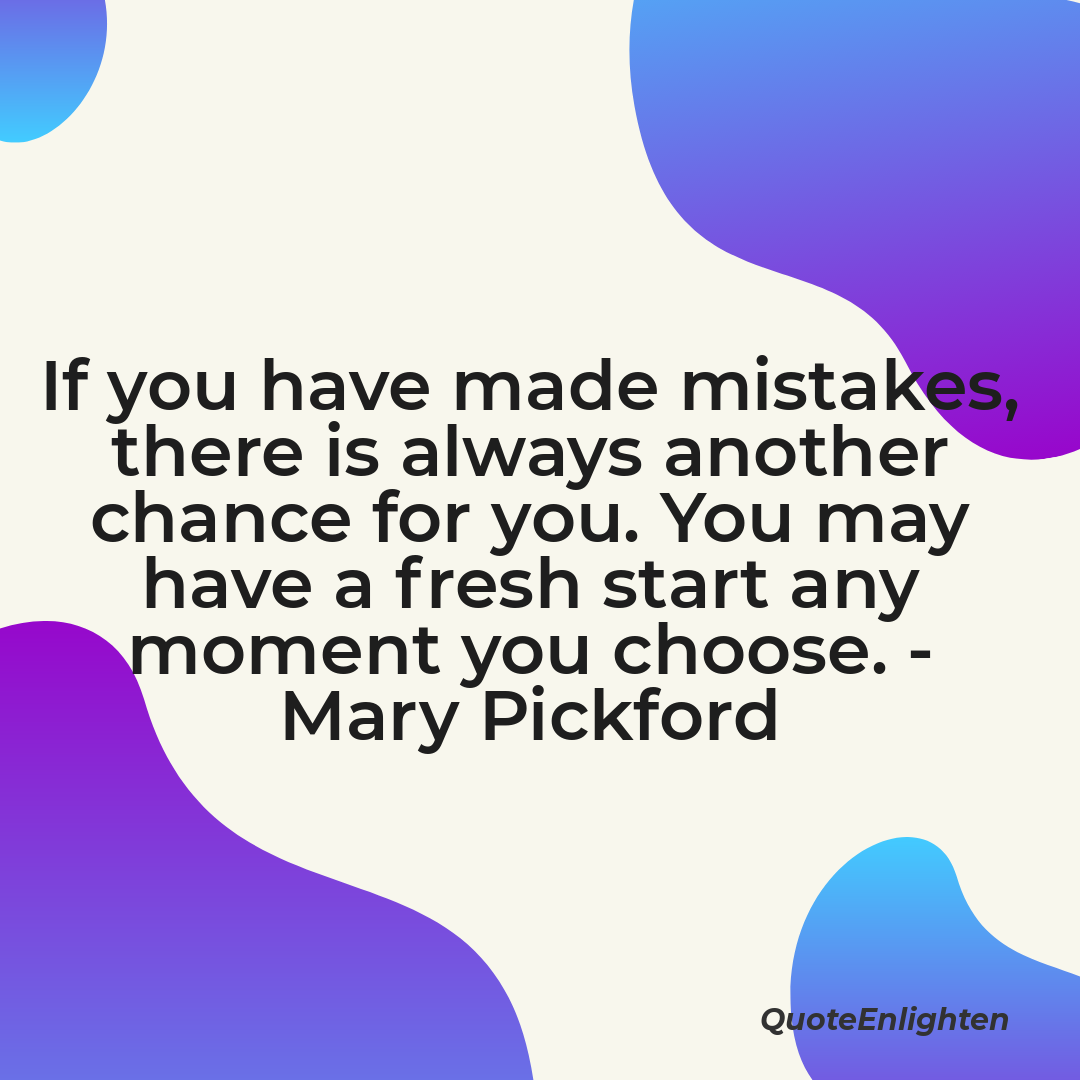 If you have made mistakes,
there is always another
chance for you. You may
have a fresh start any
moment you choose. -
Mary Pickford
QuoteEnlighten